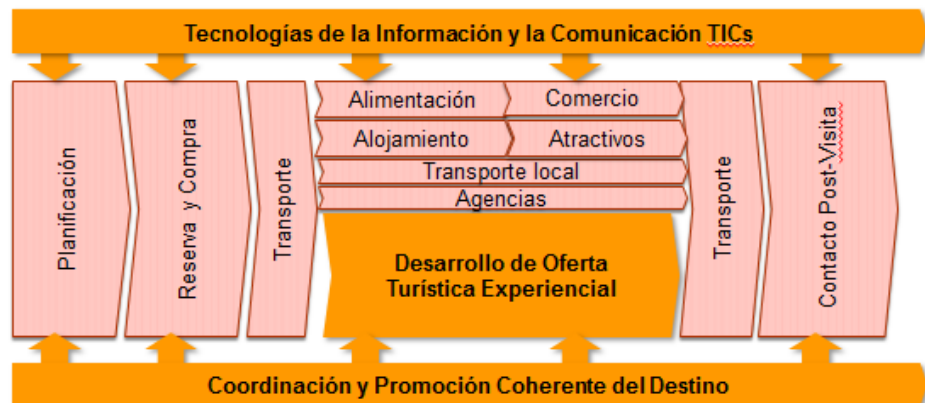 Tecnologías de la Información y la Comunicación TICs
Planificación
Reserva y Compra
Transporte
Alimentación
Comercio
Alojamiento
Atractivos
Transporte local
Agencias
Desarrollo de Oferta
Turística Experiencial
Transporte
Contacto Post-Visita
Coordinación y Promoción Coherente del Destino